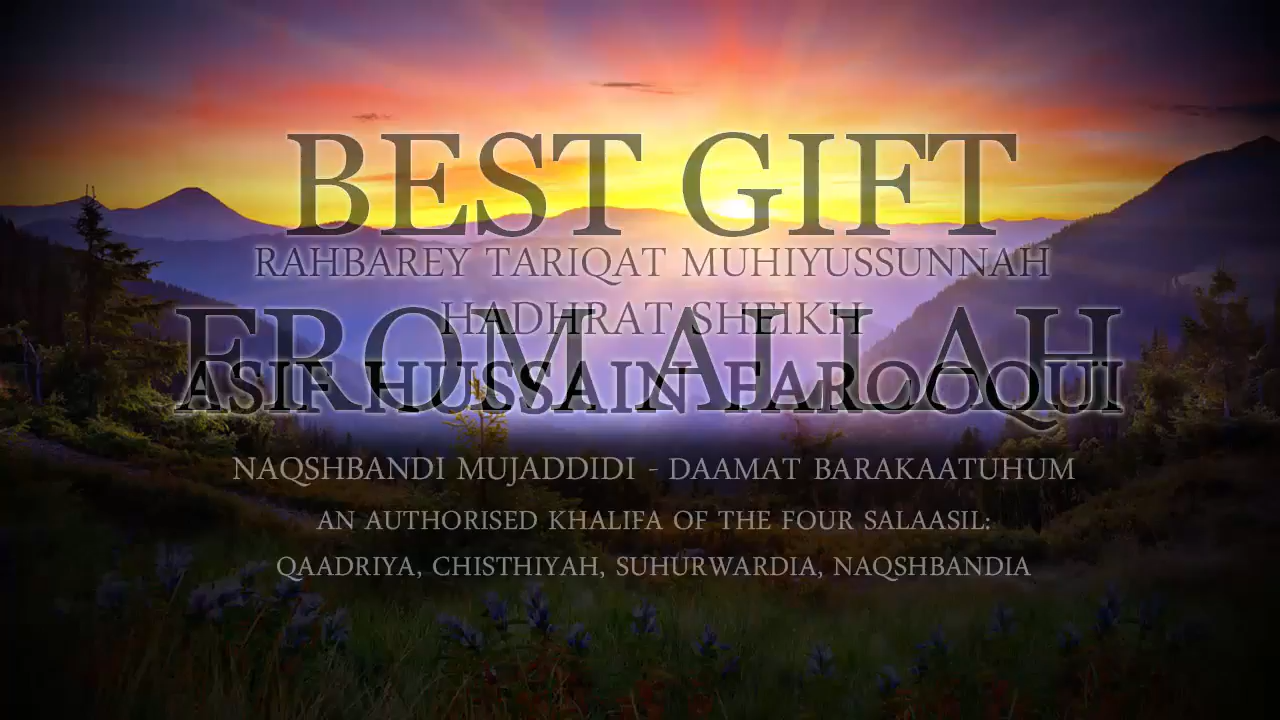 BEST GIFT
RAHBAREY TARIQAT MUHIYUSSUNNAH
HADHRAT SHEIKH
FROM ALLAH
ASIF HUSSAIN FAROOQUI
NAQSHBANDI MUJADDIDI - DAAMAT BARAKAATUHUM
AN AUTHORISED KHALIFA OF THE FOUR SALAASIL:
QAADRIYA, CHISTHIYAH, SUHURWARDIA, NAQSHBANDIA